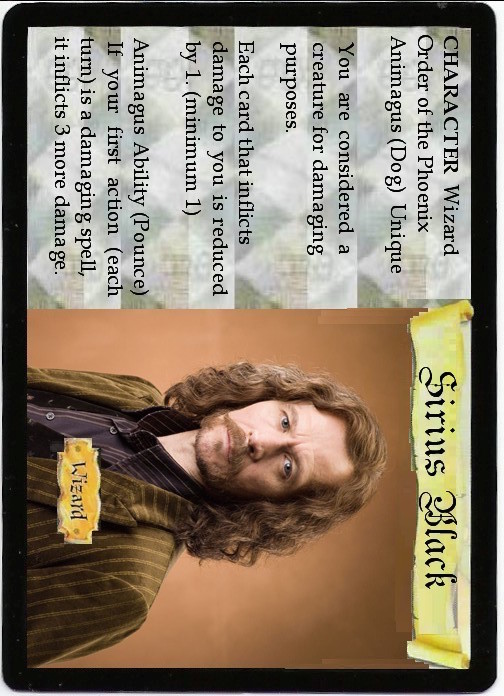 Sirius Black
Wizard
CHARACTER Wizard
Order of the Phoenix
Animagus (Dog) Unique
You are considered a
creature for damaging
purposes.
Each card that inflicts
damage to you is reduced
by 1. (minimum 1)
Animagus Ability (Pounce)
If your first action (each
turn) is a damaging spell,
it inflicts 3 more damage.